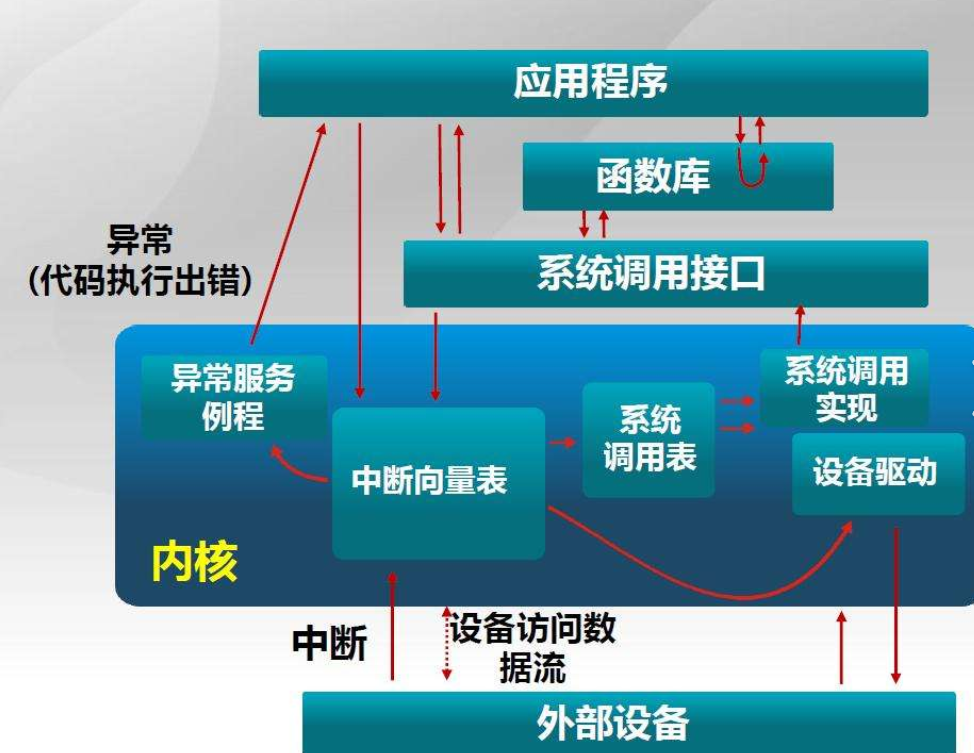 应用程序
函数库
异常
(代码执行出错)
系统调用接口
异常服务
例程
系统调用
实现
系统
调用表
中断向量表
设备驱动
内核
中断
设备访问数
据流
外部设备